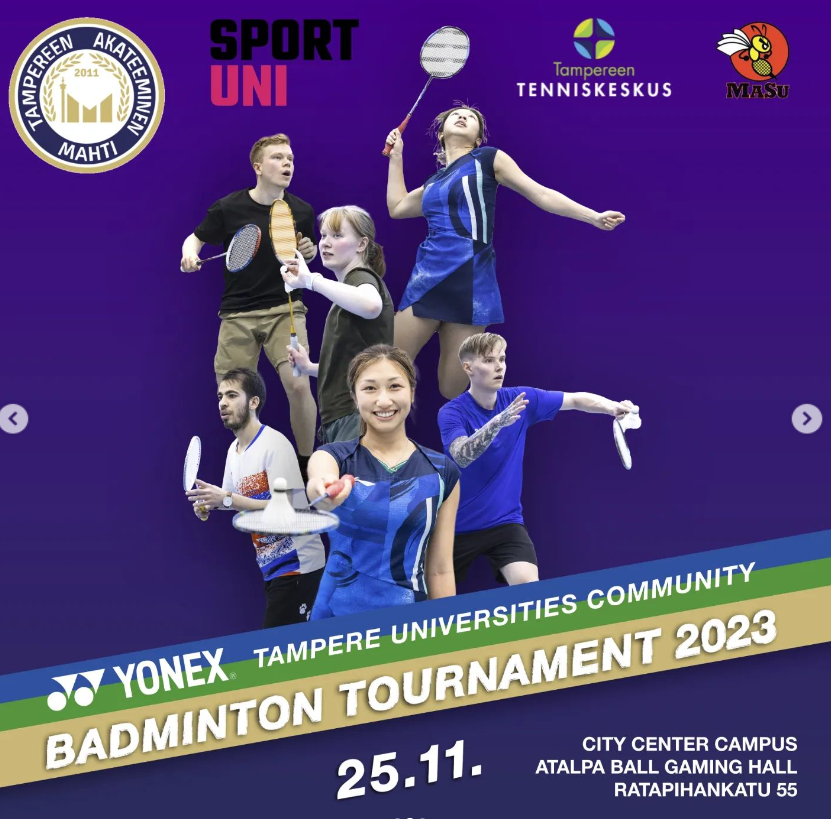 TAMPEREEN AKATEEMINEN
2011
MAHTI
SPORT
UNI
Tampereen
TENNISKESKUS
MASU
YONEX® TAMPERE UNIVERSITIES COMMUNITY
BADMINTON TOURNAMENT 2023
25.11.
CITY CENTER CAMPUS
ATALPA BALL GAMING HALL
RATAPIHANKATU 55